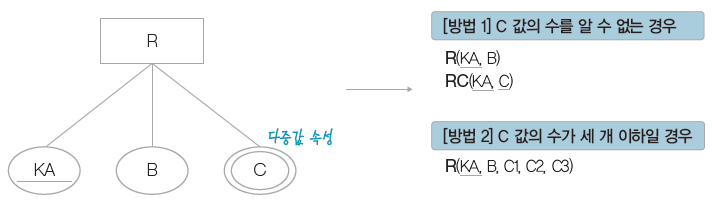 R
KA
B
C
다중값 속성
[방법 1] C 값의 수를 알 수 없는 경우
R(KA, B)
RC(KA, C)
[방법 2] C 값의 수가 세 개 이하일 경우
R(KA, B, C1, C2, C3)